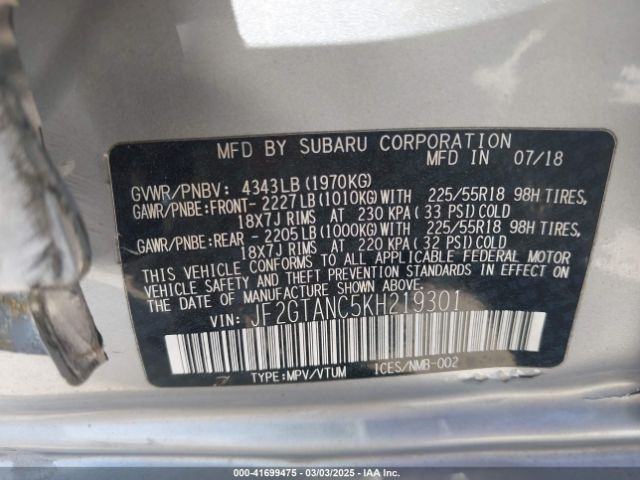 MFD BY SUBARU CORPORATION
MFD IN 07/18
GVWR/PNBV: 4343LB (1970KG)
GAWR/PNBE:FRONT- 2227LB (1010KG)WITH 225/55R18 98H TIRES,
18X7J RIMS AT 230 KPA (33 PSI)COLD
GAWR/PNBE:REAR - 2205LB (1000KG)WITH 225/55R18 98H TIRES,
18X7J RIMS AT 220 KPA (32 PSI)COLD
THIS VEHICLE CONFORMS TO ALL APPLICABLE FEDERAL MOTOR
VEHICLE SAFETY AND THEFT PREVENTION STANDARDS IN EFFECT
ON THE DATE OF MANUFACTURE SHOWN ABOVE.
VIN: JF2GTANC5KH219301
TYPE:MPV/VTUM ICES/NMB-002
000-41699475 - 03/03/2025 - IAA Inc.